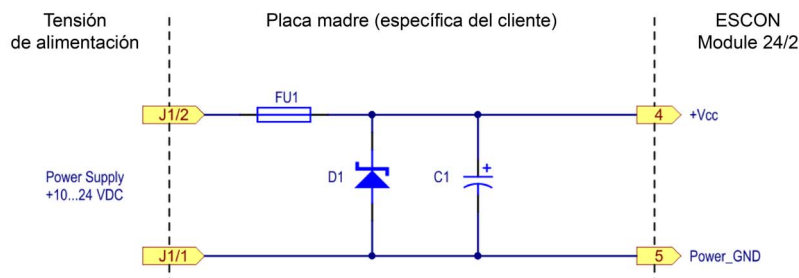 Tensión
de alimentación
Placa madre (específica del cliente)
ESCON
Module 24/2
FU1
J1/2
4
+Vcc
Power Supply
+10...24 VDC
D1
C1
+
J1/1
5
Power_GND